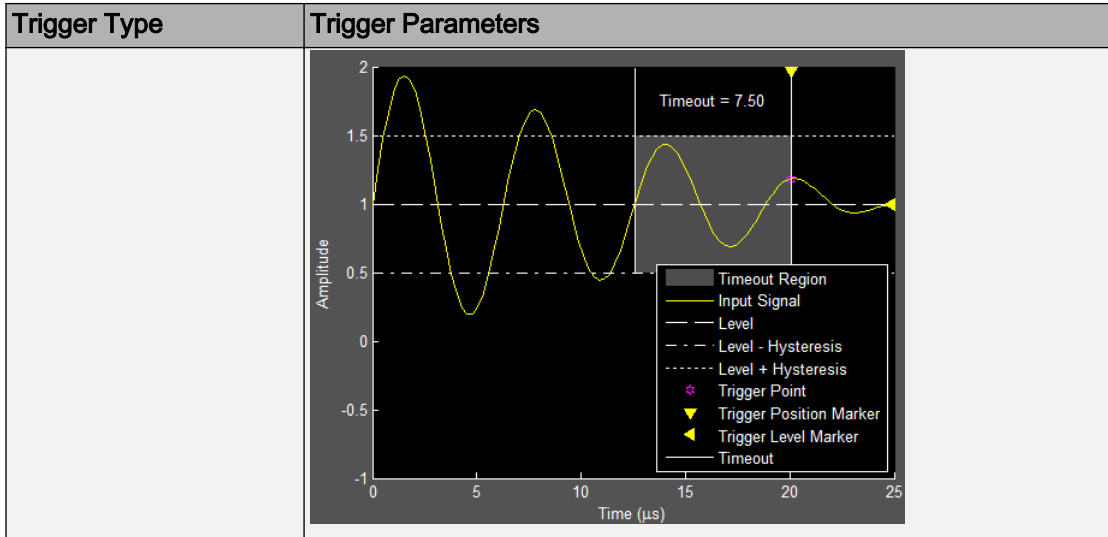 Trigger Type
Trigger Parameters
2
1.5
1
0.5
0
-0.5
-1
Amplitude
Timeout = 7.50
Timeout Region
Input Signal
Level
Level - Hysteresis
Level + Hysteresis
Trigger Point
Trigger Position Marker
Trigger Level Marker
Timeout
0 5 10 15 20 25
Time (μs)